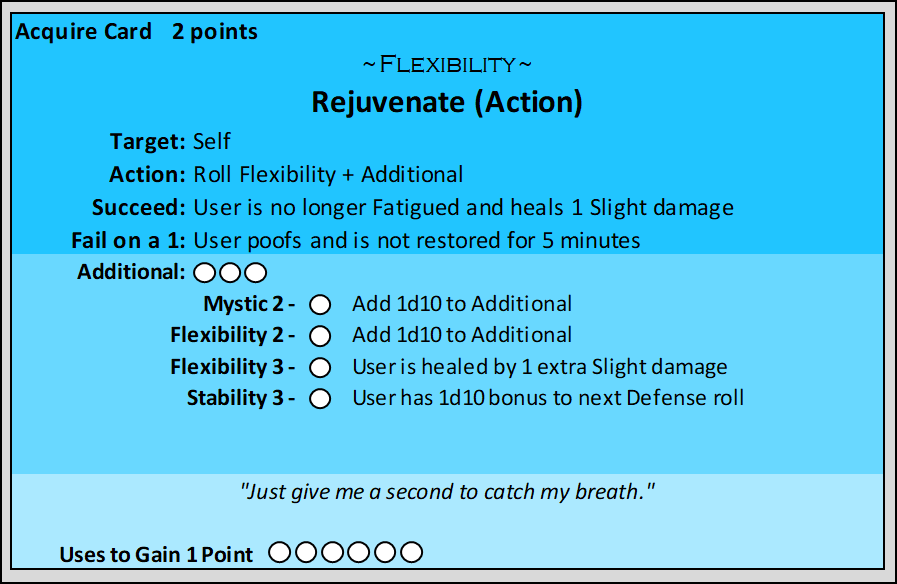 Acquire Card 2 points
~FLEXIBILITY~
Rejuvenate (Action)
Target: Self
Action: Roll Flexibility + Additional
Succeed: User is no longer Fatigued and heals 1 Slight damage
Fail on a 1: User poofs and is not restored for 5 minutes
Additional:
Mystic 2 - Add 1d10 to Additional
Flexibility 2 - Add 1d10 to Additional
Flexibility 3 - User is healed by 1 extra Slight damage
Stability 3 - User has 1d10 bonus to next Defense roll
"Just give me a second to catch my breath."
Uses to Gain 1 Point